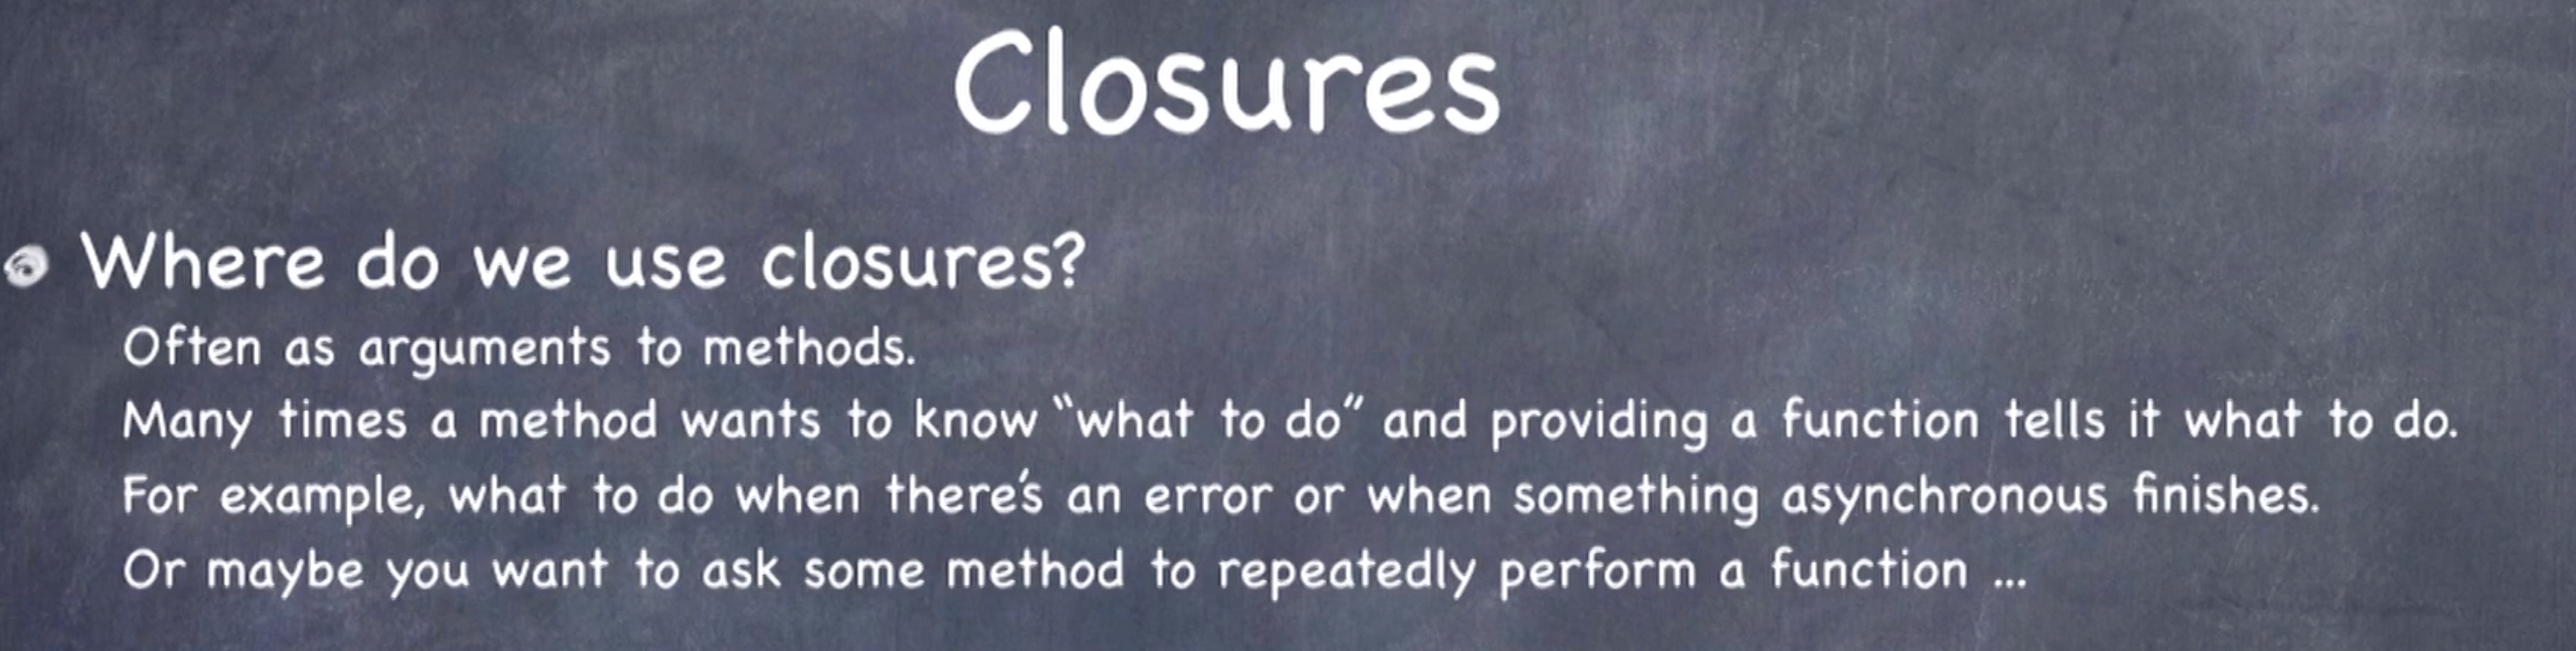 Closures
Where do we use closures?
Often as arguments to methods.
Many times a method wants to know “what to do” and providing a function tells it what to do.
For example, what to do when there’s an error or when something asynchronous finishes.
Or maybe you want to ask some method to repeatedly perform a function ...